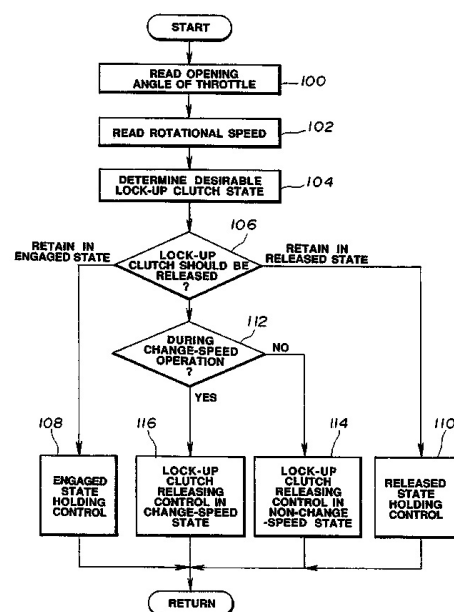 START
READ OPENING
ANGLE OF THROTTLE
100
READ ROTATIONAL SPEED
102
DETERMINE DESIRABLE
LOCK-UP CLUTCH STATE
104
106
RETAIN IN
ENGAGED STATE
LOCK-UP
CLUTCH SHOULD BE
RELEASED
?
RETAIN IN
RELEASED STATE
112
DURING
CHANGE-SPEED
OPERATION
?
NO
YES
108
ENGAGED
STATE
HOLDING
CONTROL
116
LOCK-UP
CLUTCH
RELEASING
CONTROL IN
CHANGE-SPEED
STATE
114
LOCK-UP
CLUTCH
RELEASING
CONTROL IN
NON-CHANGE
-SPEED STATE
110
RELEASED
STATE
HOLDING
CONTROL
RETURN